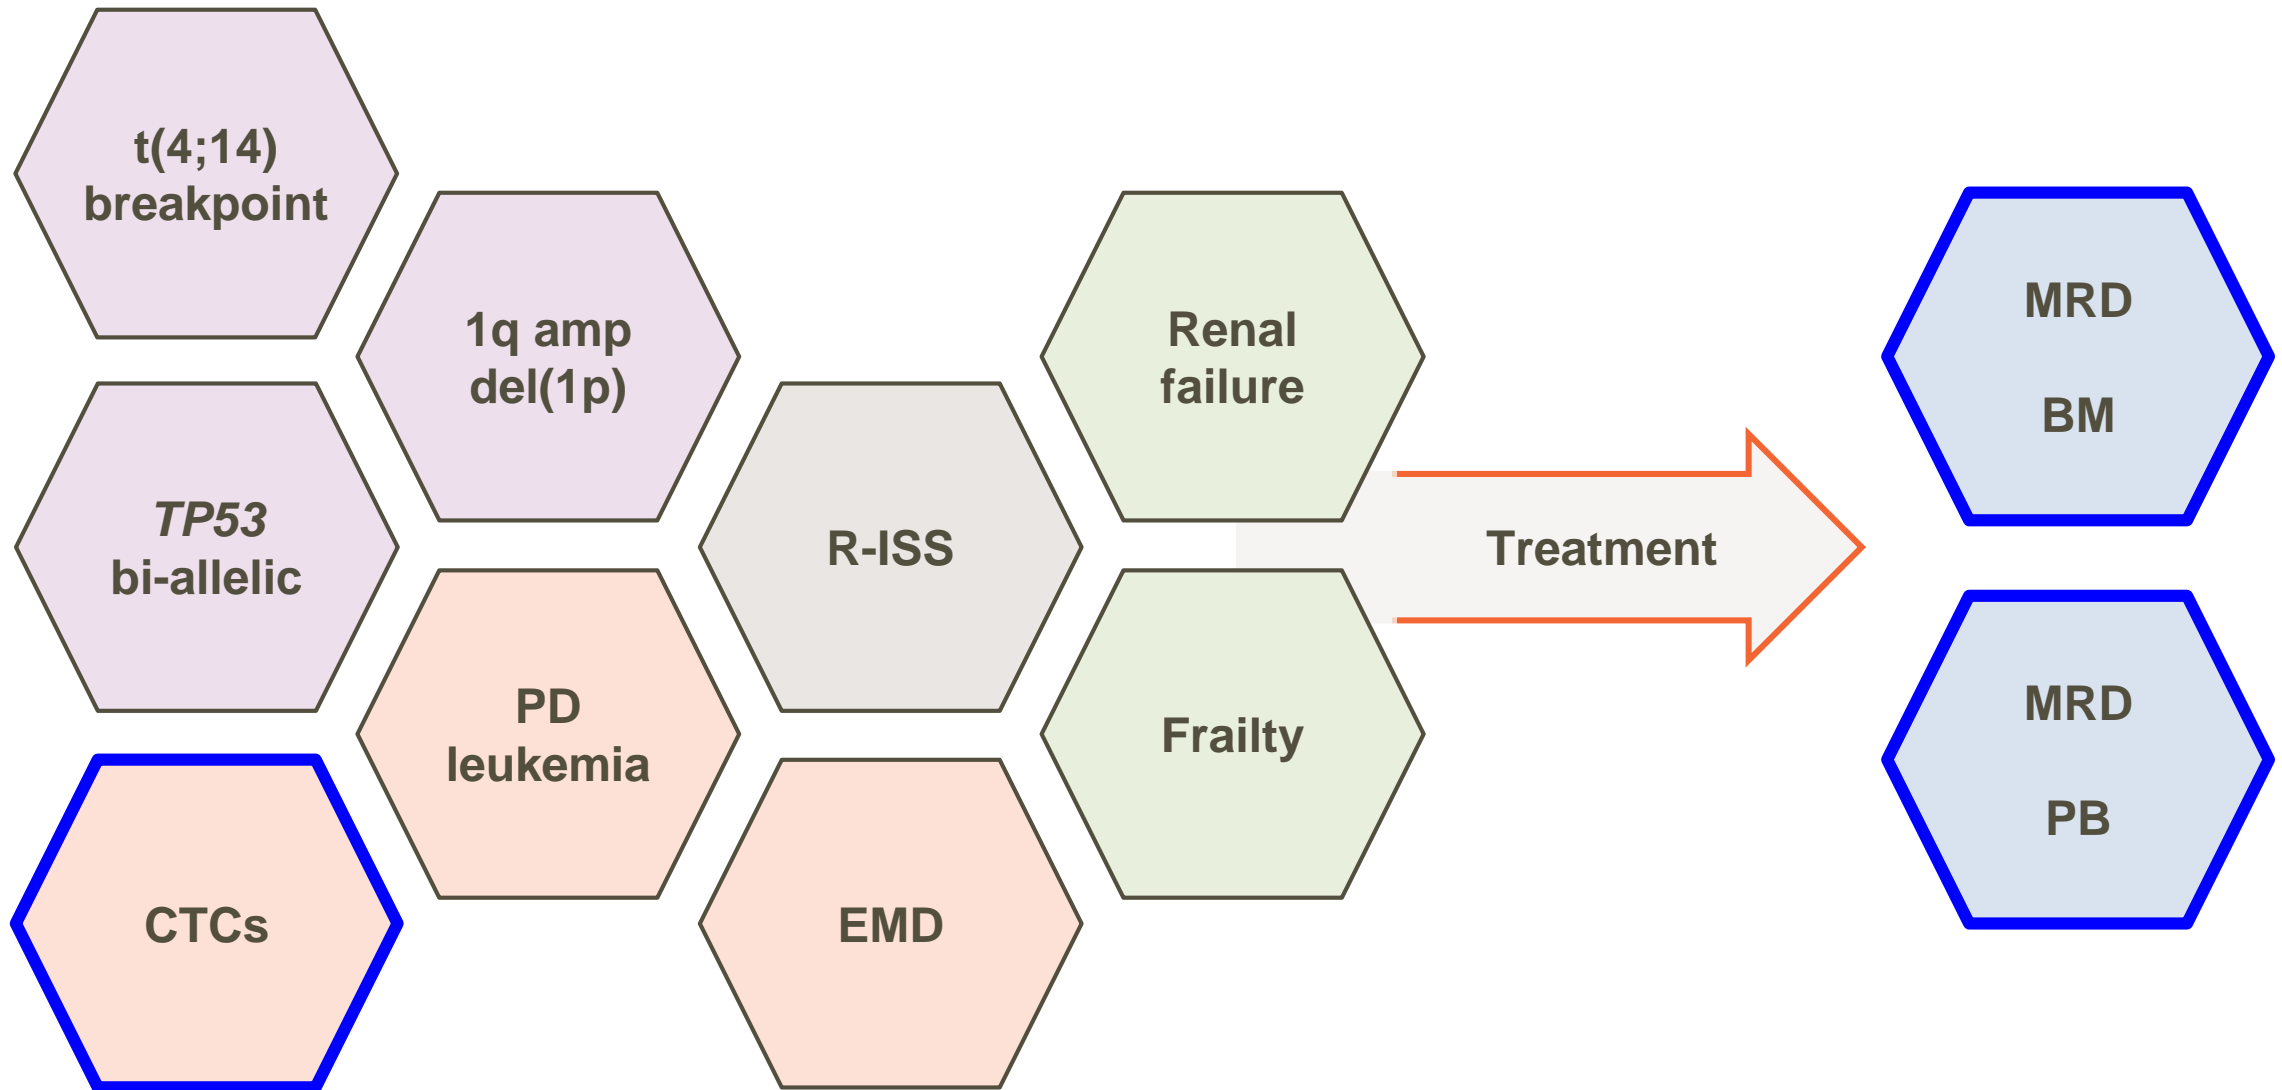 t(4;14)
breakpoint
TP53
bi-allelic
CTCs
1q amp
del(1p)
PD
leukemia
R-ISS
EMD
Renal
failure
Frailty
Treatment
MRD
BM
MRD
PB